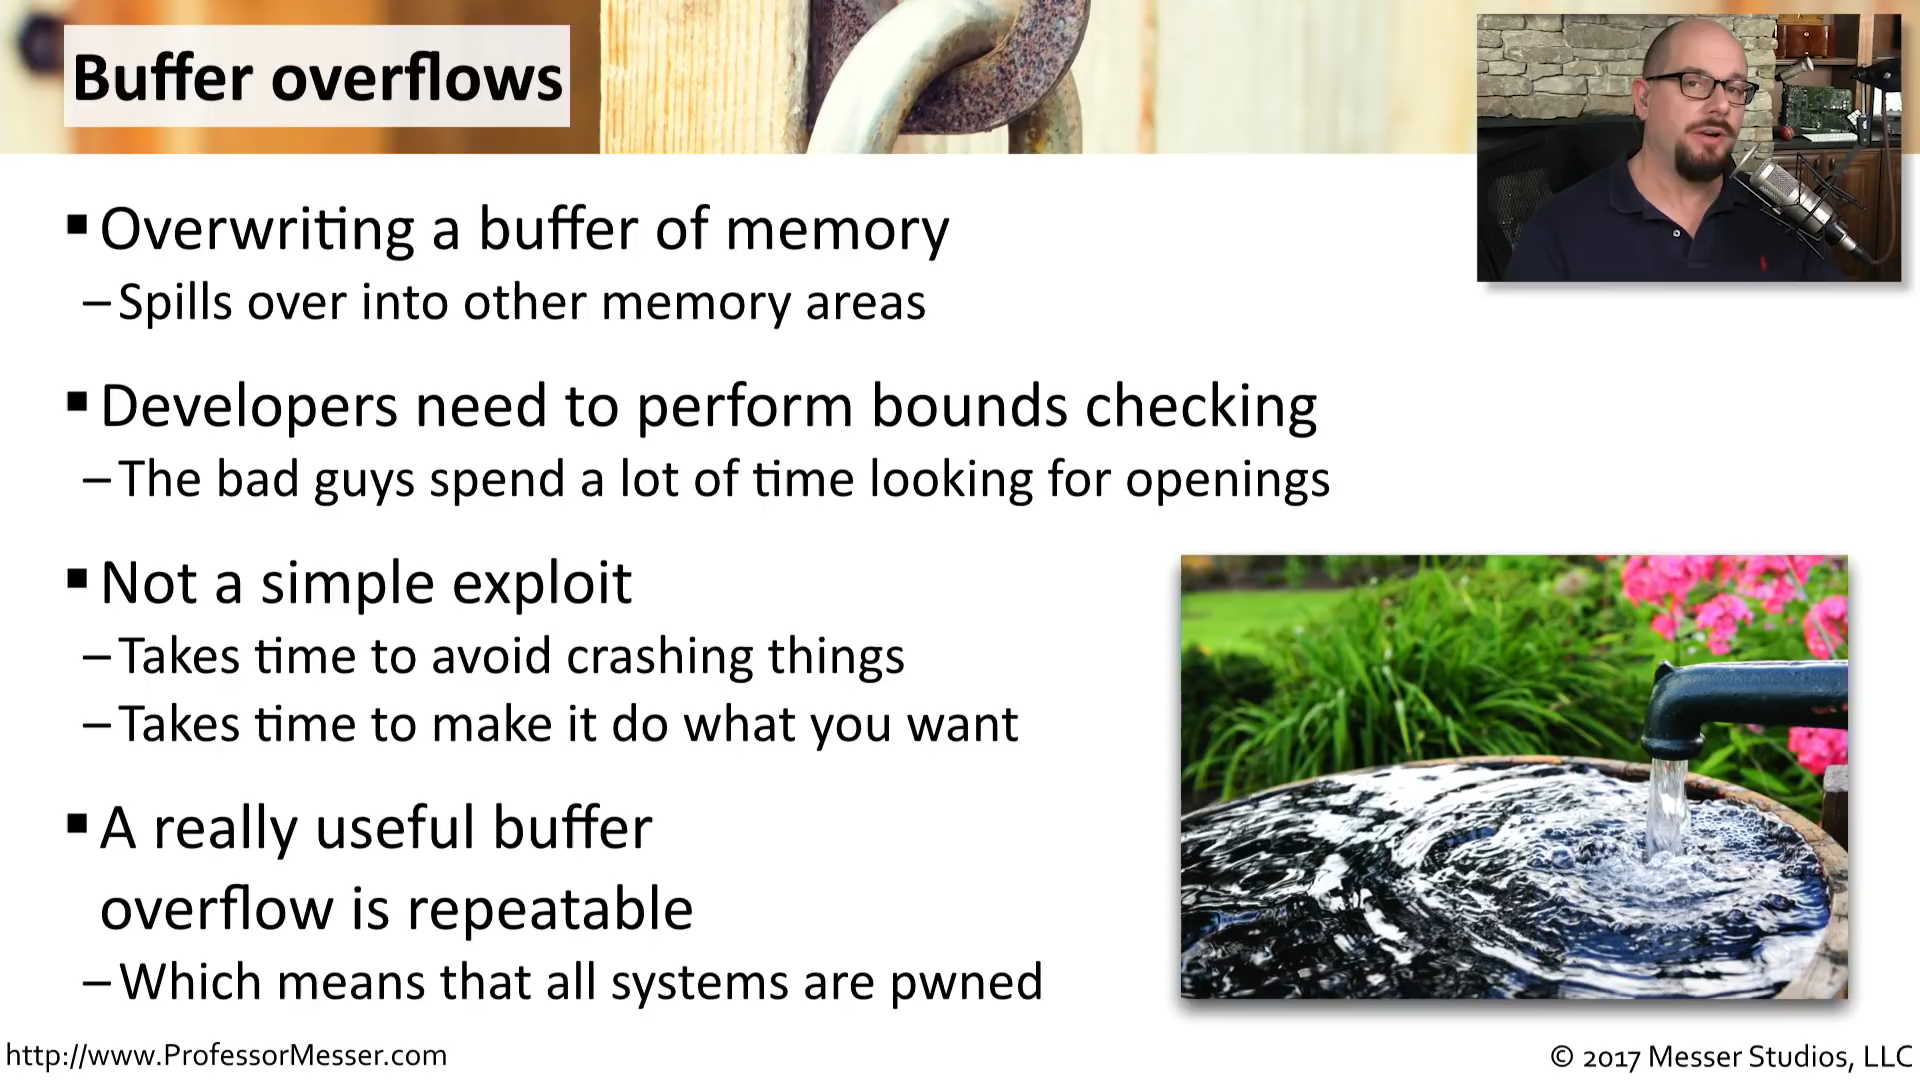 Buffer overflows
▪ Overwriting a buffer of memory
– Spills over into other memory areas
▪ Developers need to perform bounds checking
– The bad guys spend a lot of time looking for openings
▪ Not a simple exploit
– Takes time to avoid crashing things
– Takes time to make it do what you want
▪ A really useful buffer
overflow is repeatable
– Which means that all systems are pwned
http://www.ProfessorMesser.com
© 2017 Messer Studios, LLC